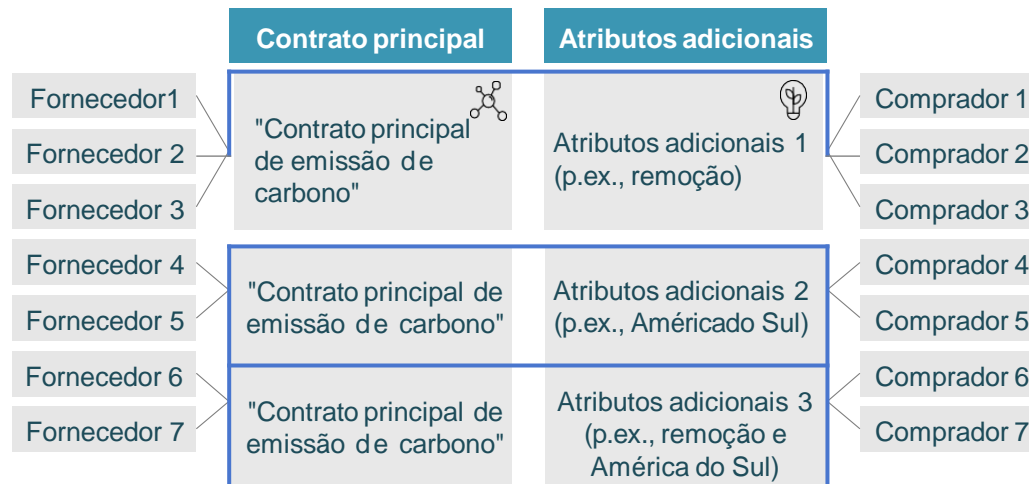 Contrato principal
Atributos adicionais
Fornecedor1
Fornecedor 2
Fornecedor 3
"Contrato principal
de emissão de
carbono"
Atributos adicionais 1
(p.ex., remoção)
Comprador 1
Comprador 2
Comprador 3
Fornecedor 4
Fornecedor 5
"Contrato principal de
emissão de carbono"
Atributos adicionais 2
(p.ex., Américado Sul)
Comprador 4
Comprador 5
Fornecedor 6
Fornecedor 7
"Contrato principal de
emissão de carbono"
Atributos adicionais 3
(p.ex., remoção e
América do Sul)
Comprador 6
Comprador 7